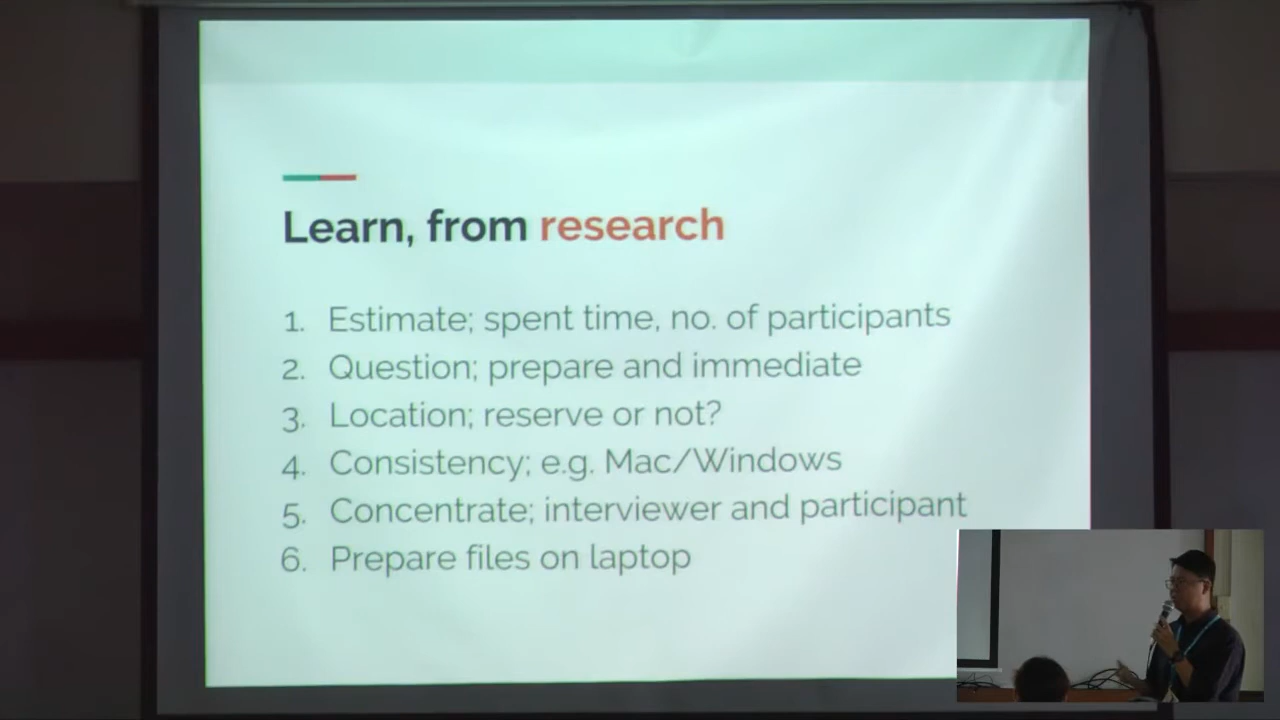 Learn, from research
1. Estimate; spent time, no. of participants
2. Question; prepare and immediate
3. Location; reserve or not?
4. Consistency; e.g. Mac/Windows
5. Concentrate; interviewer and participant
6. Prepare files on laptop